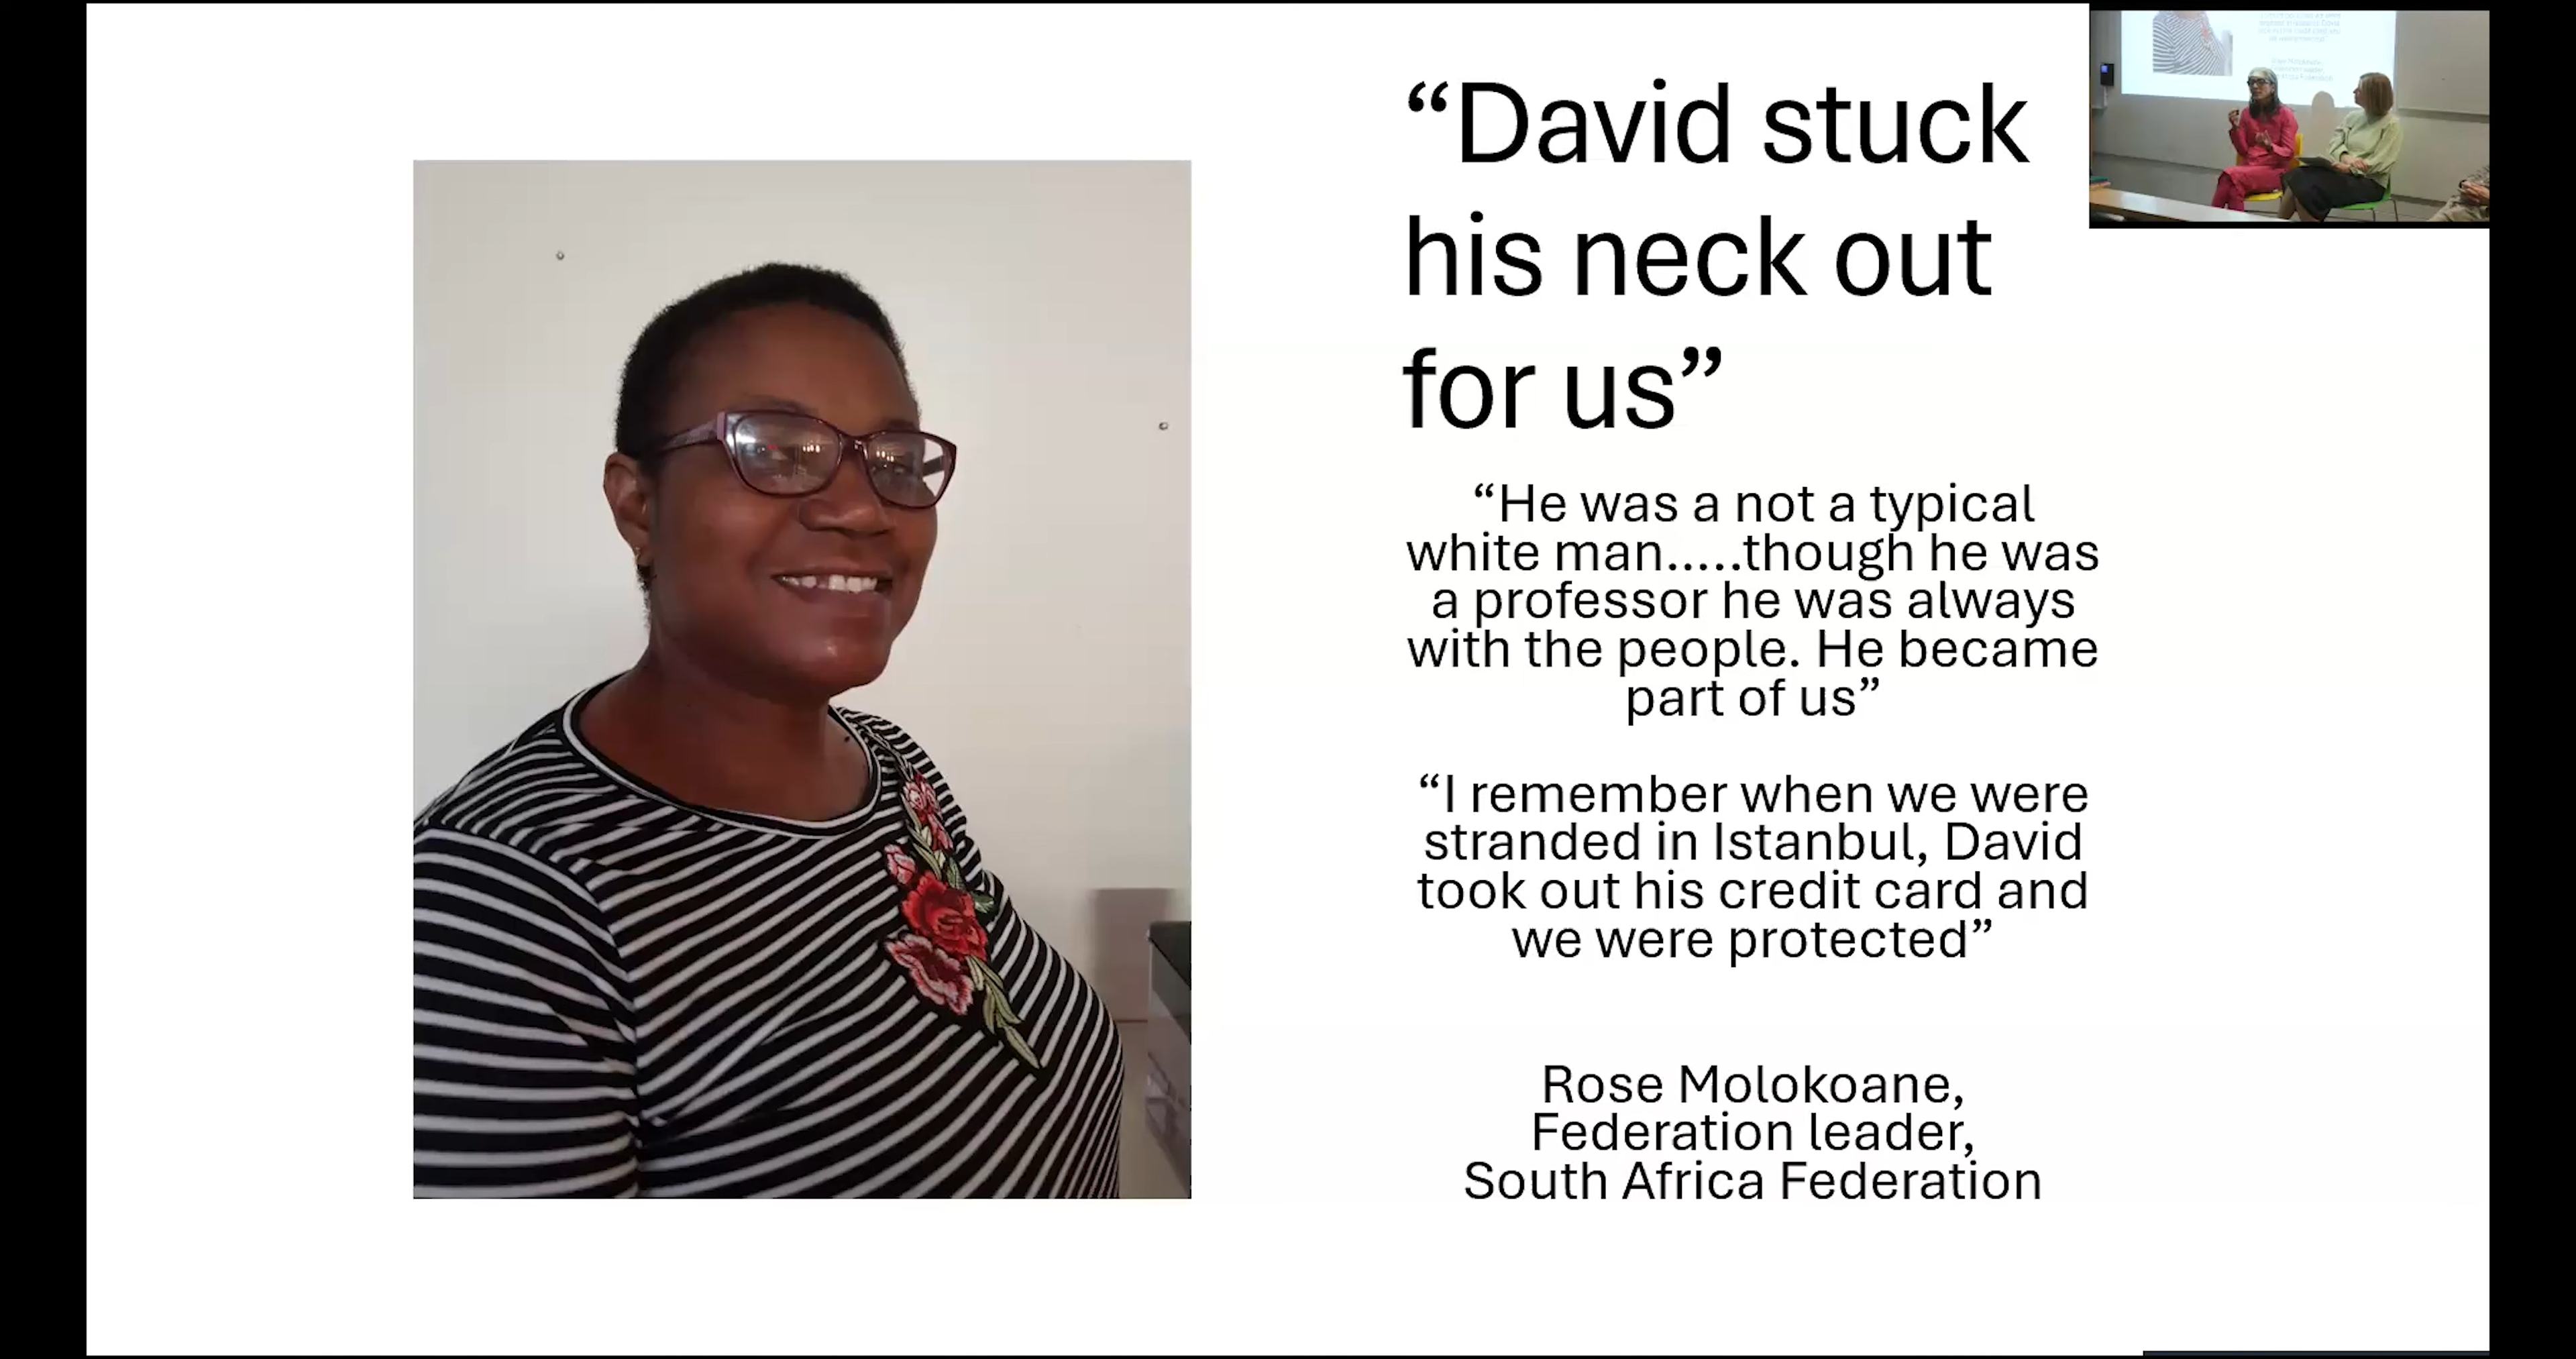 “David stuck
his neck out
for us”
“He was a not a typical
white man.....though he was
a professor he was always
with the people. He became
part of us”
“I remember when we were
stranded in Istanbul, David
took out his credit card and
we were protected”
Rose Molokoane,
Federation leader,
South Africa Federation